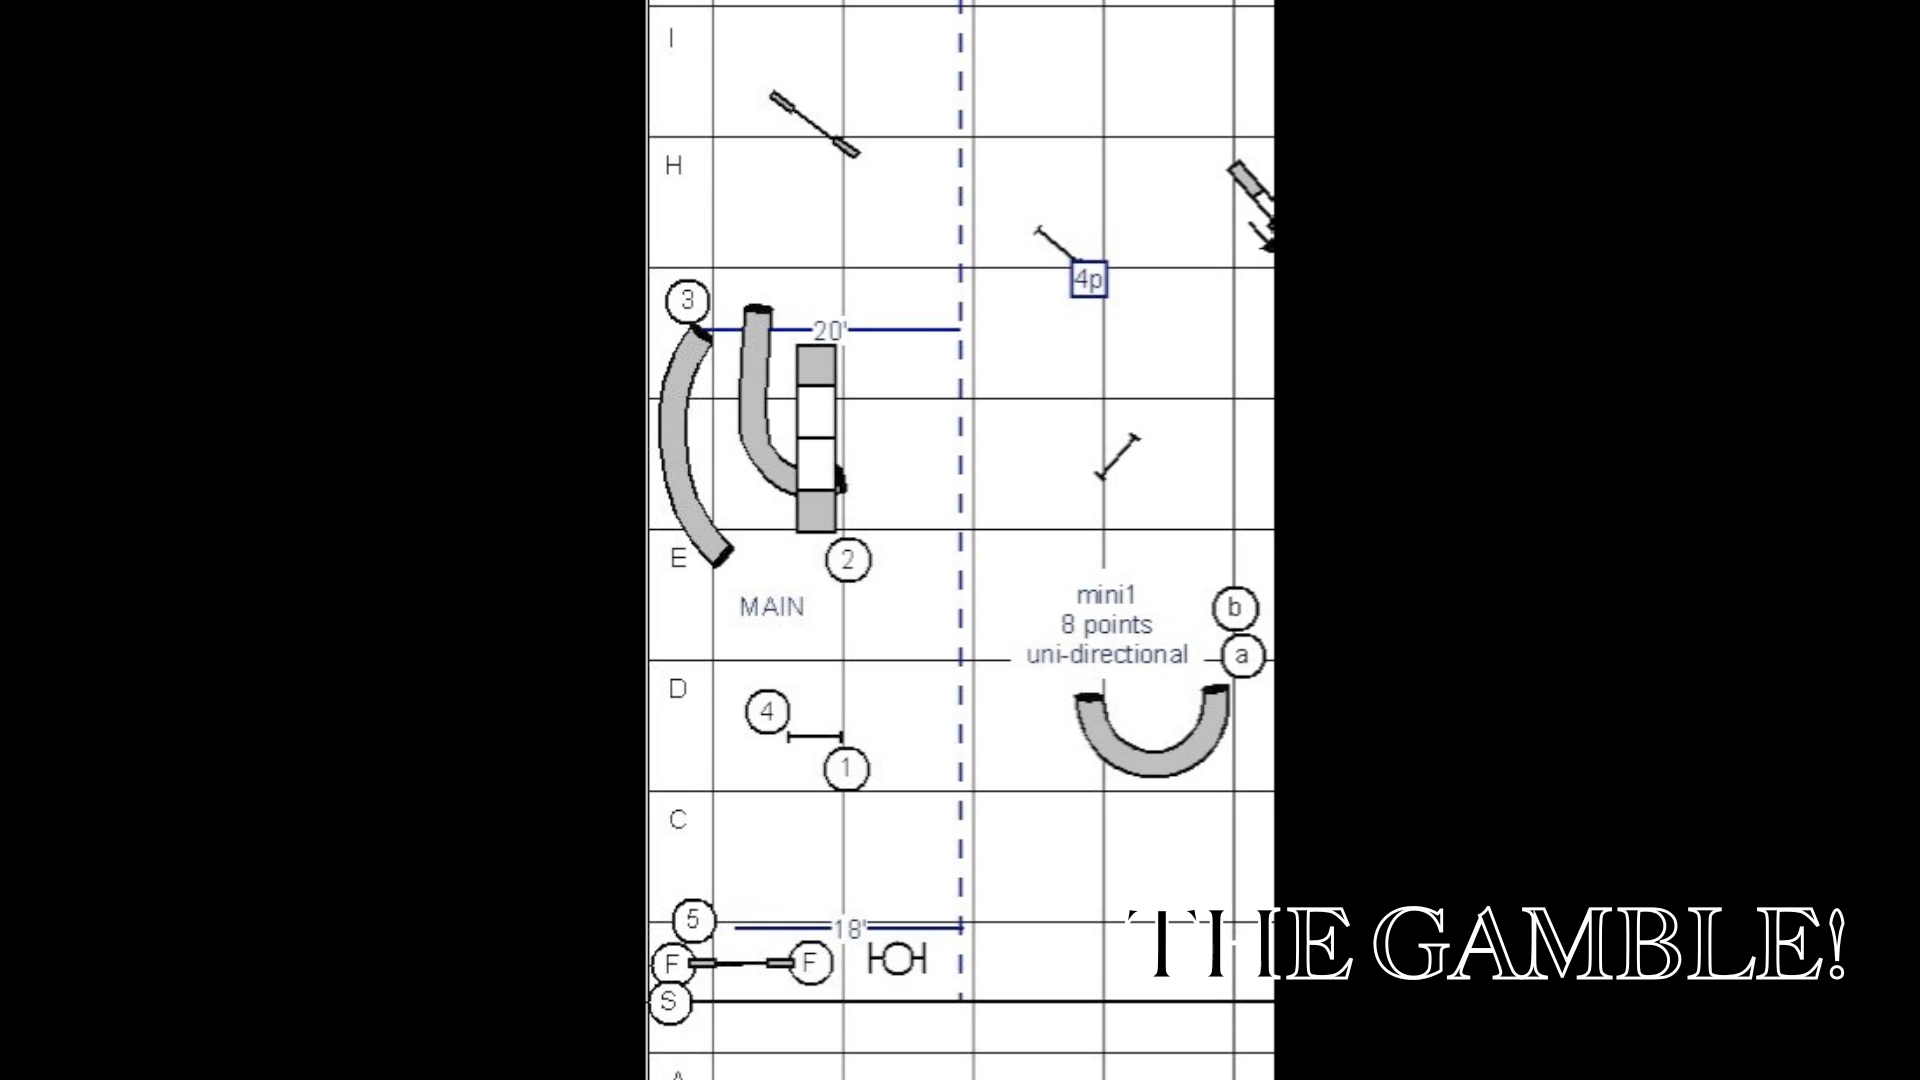 I
H
4p
3
20'
E
2
MAIN
mini1
8 points
uni-directional
b
a
D
4
1
C
5
18'
F
F
S
THE GAMBLE!